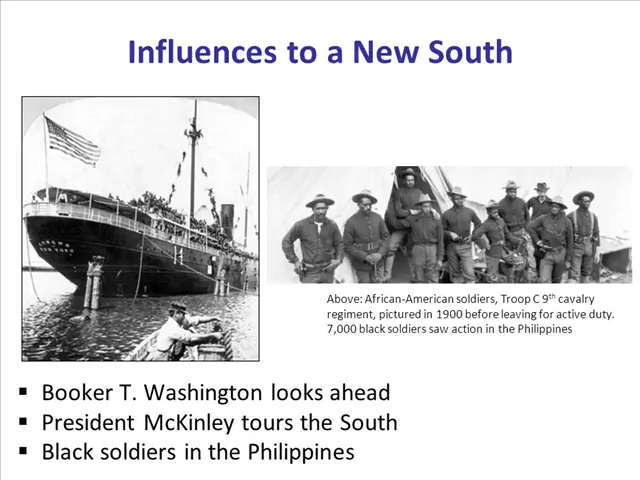 Influences to a New South
NEW YORK
Above: African-American soldiers, Troop C 9th cavalry
regiment, pictured in 1900 before leaving for active duty.
7,000 black soldiers saw action in the Philippines
▪ Booker T. Washington looks ahead
▪ President McKinley tours the South
▪ Black soldiers in the Philippines